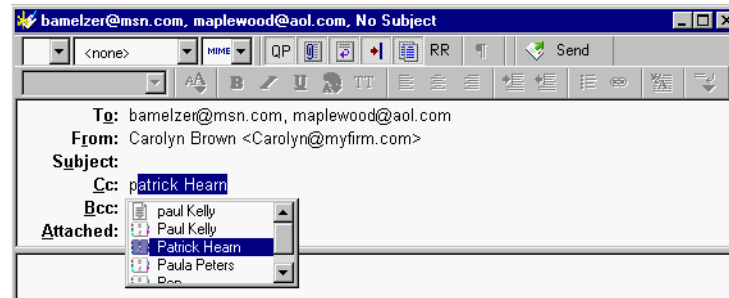 bamelzer@msn.com, maplewood@aol.com, No Subject
<none> MIME QP RR Send
B U TT
To: bamelzer@msn.com, maplewood@aol.com
From: Carolyn Brown <Carolyn@myfirm.com>
Subject:
Cc: patrick Hearn
Bcc:
Attached:
paul Kelly
Paul Kelly
Patrick Hearn
Paula Peters